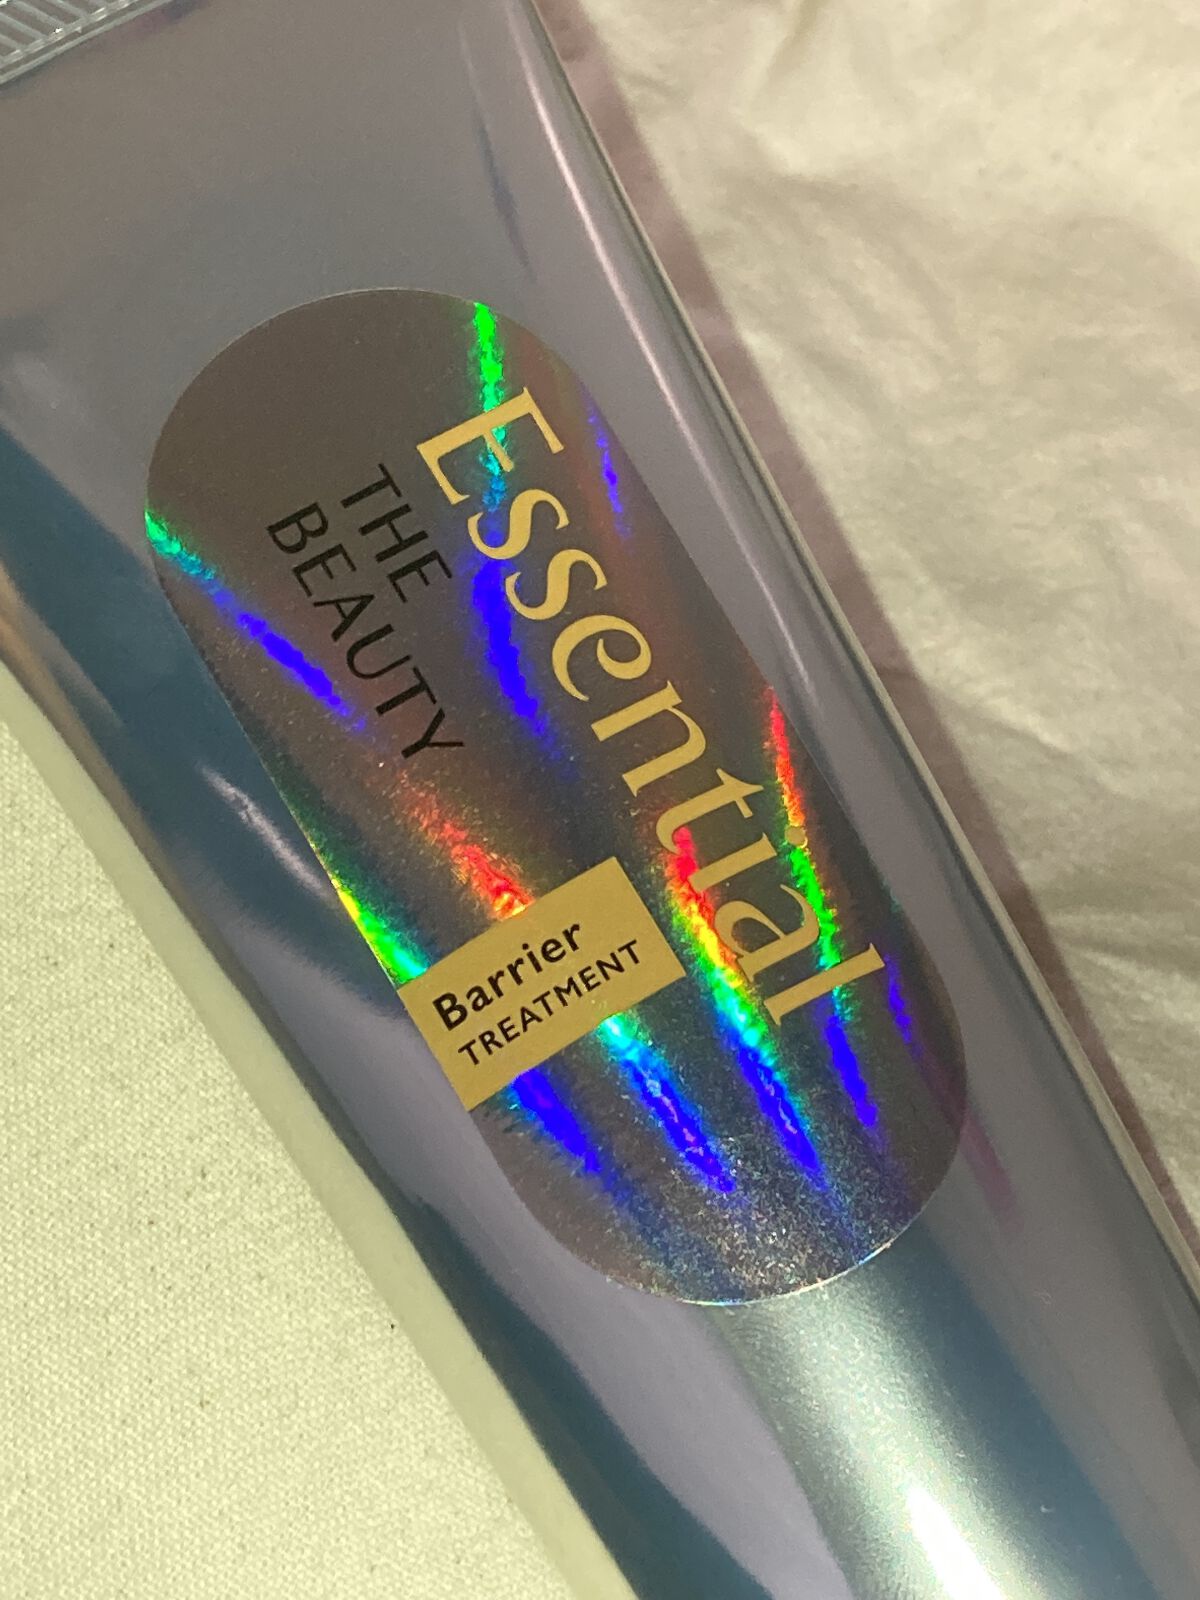 Essential
THE
BEAUTY
Barrier
TREATMENT